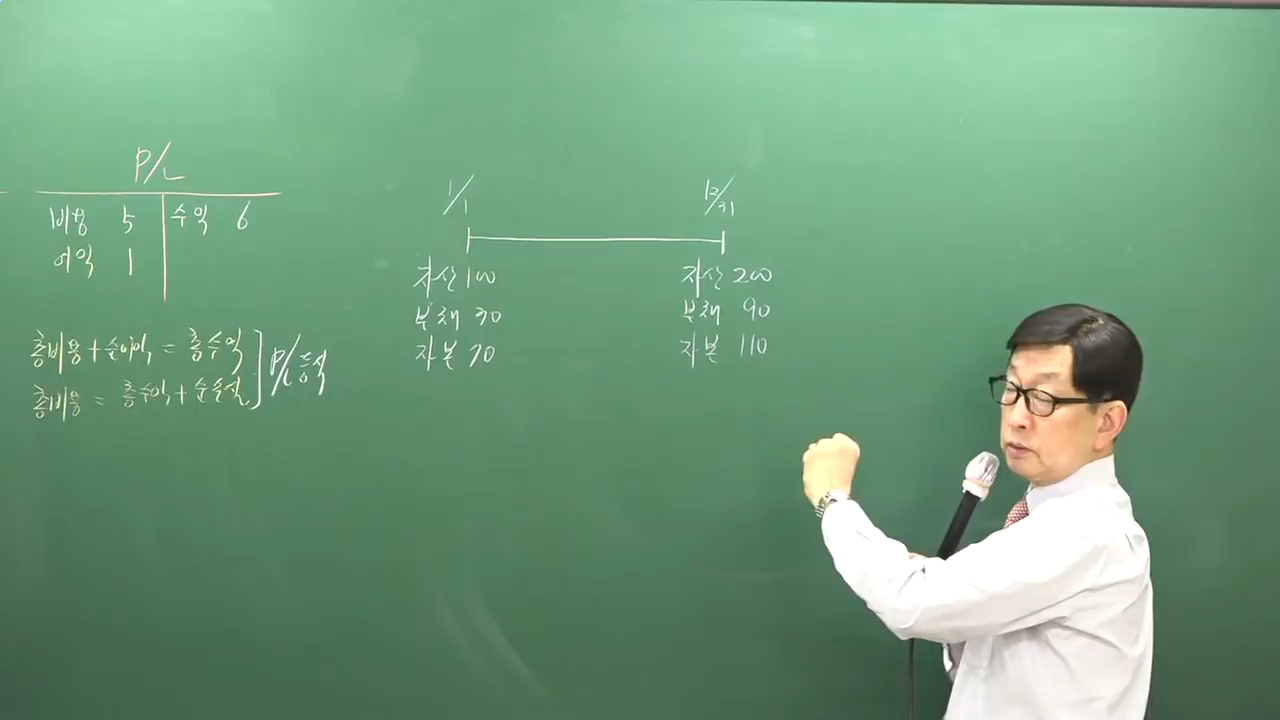 P/L
비용 5 수익 6
이익 1
총비용 + 순이익 = 총수익
총비용 = 총수익 + 순손실
P/L 등식
1/1
12/31
자산 100
부채 30
자본 70
자산 200
부채 90
자본 110